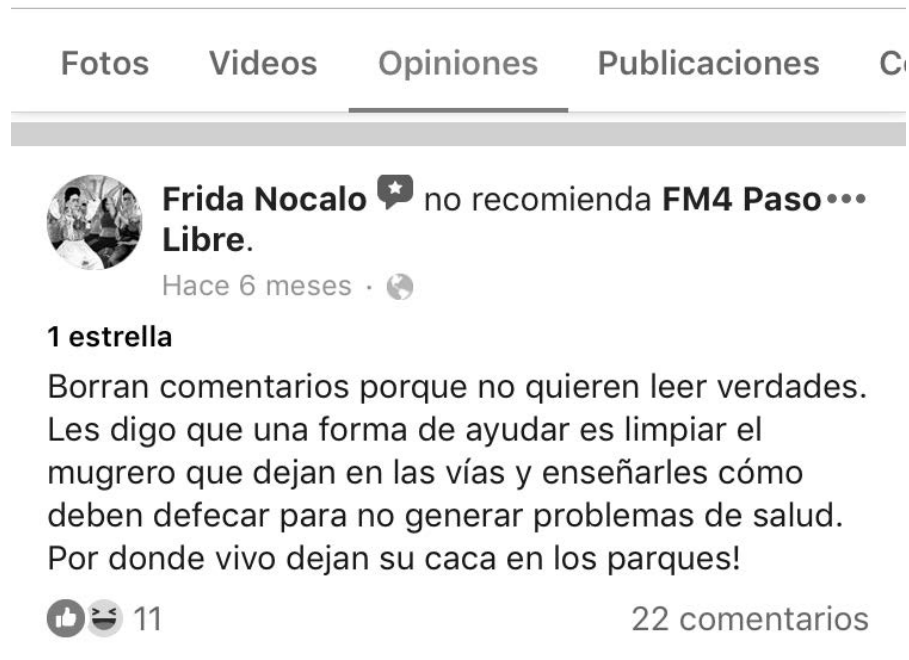 Fotos Videos Opiniones Publicaciones
Frida Nocalo no recomienda FM4 Paso
Libre.
Hace 6 meses ·
1 estrella
Borran comentarios porque no quieren leer verdades.
Les digo que una forma de ayudar es limpiar el
mugrero que dejan en las vías y enseñarles cómo
deben defecar para no generar problemas de salud.
Por donde vivo dejan su caca en los parques!
11 22 comentarios